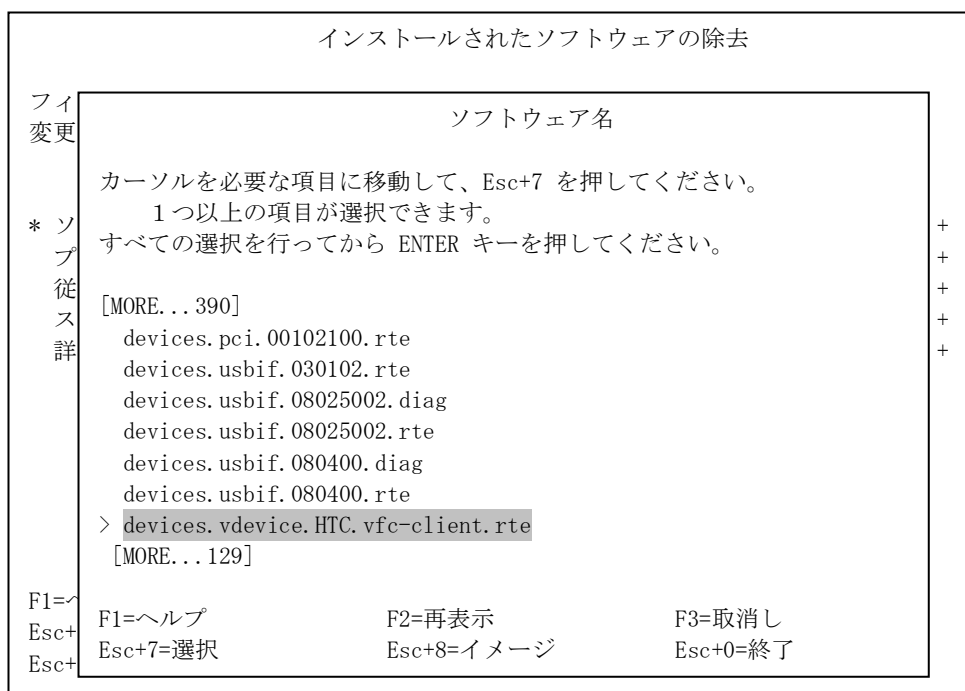 インストールされたソフトウェアの除去
フィ
変更
ソフトウェア名
カーソルを必要な項目に移動して、Esc+7 を押してください。
１つ以上の項目が選択できます。
* ソ +
すべての選択を行ってから ENTER キーを押してください。
プ +
従 +
[MORE...390]
ス +
devices.pci.00102100.rte
詳 +
devices.usbif.030102.rte
devices.usbif.08025002.diag
devices.usbif.08025002.rte
devices.usbif.080400.diag
devices.usbif.080400.rte
> devices.vdevice.HTC.vfc-client.rte
[MORE...129]
F1=ヘ
F1=ヘルプ F2=再表示 F3=取消し
Esc+
Esc+7=選択 Esc+8=イメージ Esc+0=終了
Esc+